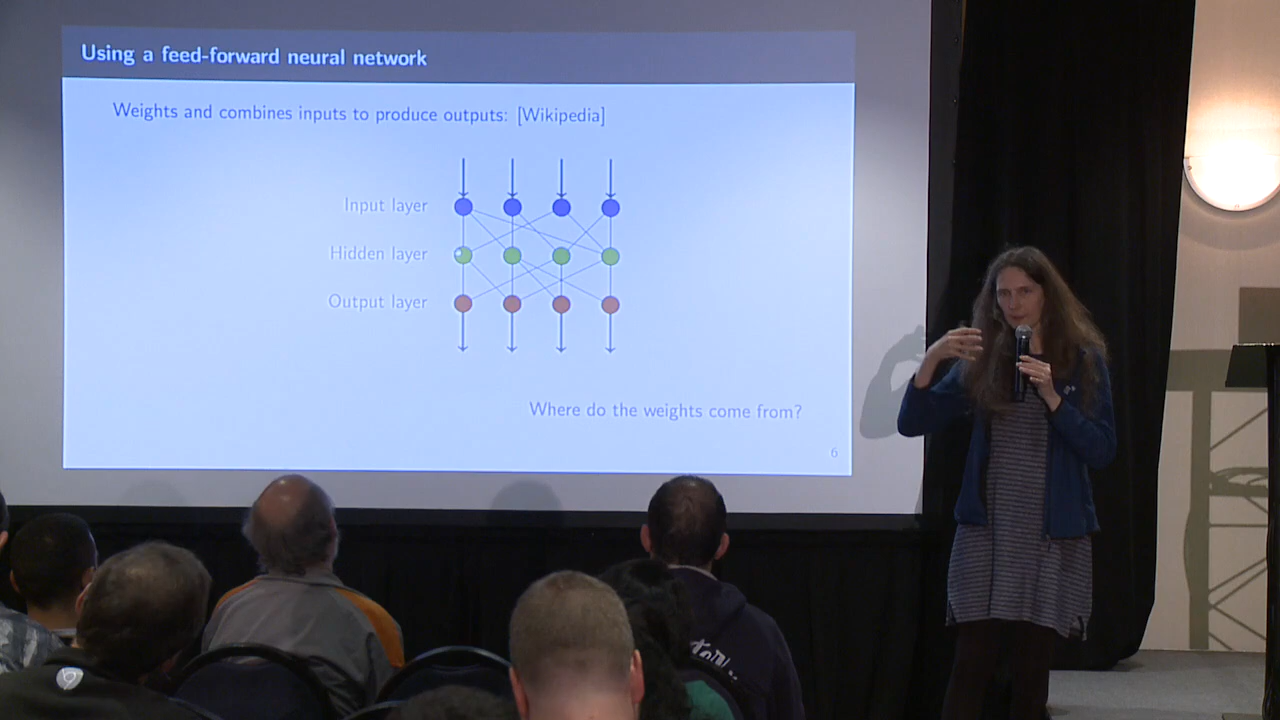 Using a feed-forward neural network
Weights and combines inputs to produce outputs: [Wikipedia]
Input layer
Hidden layer
Output layer
Where do the weights come from?
6